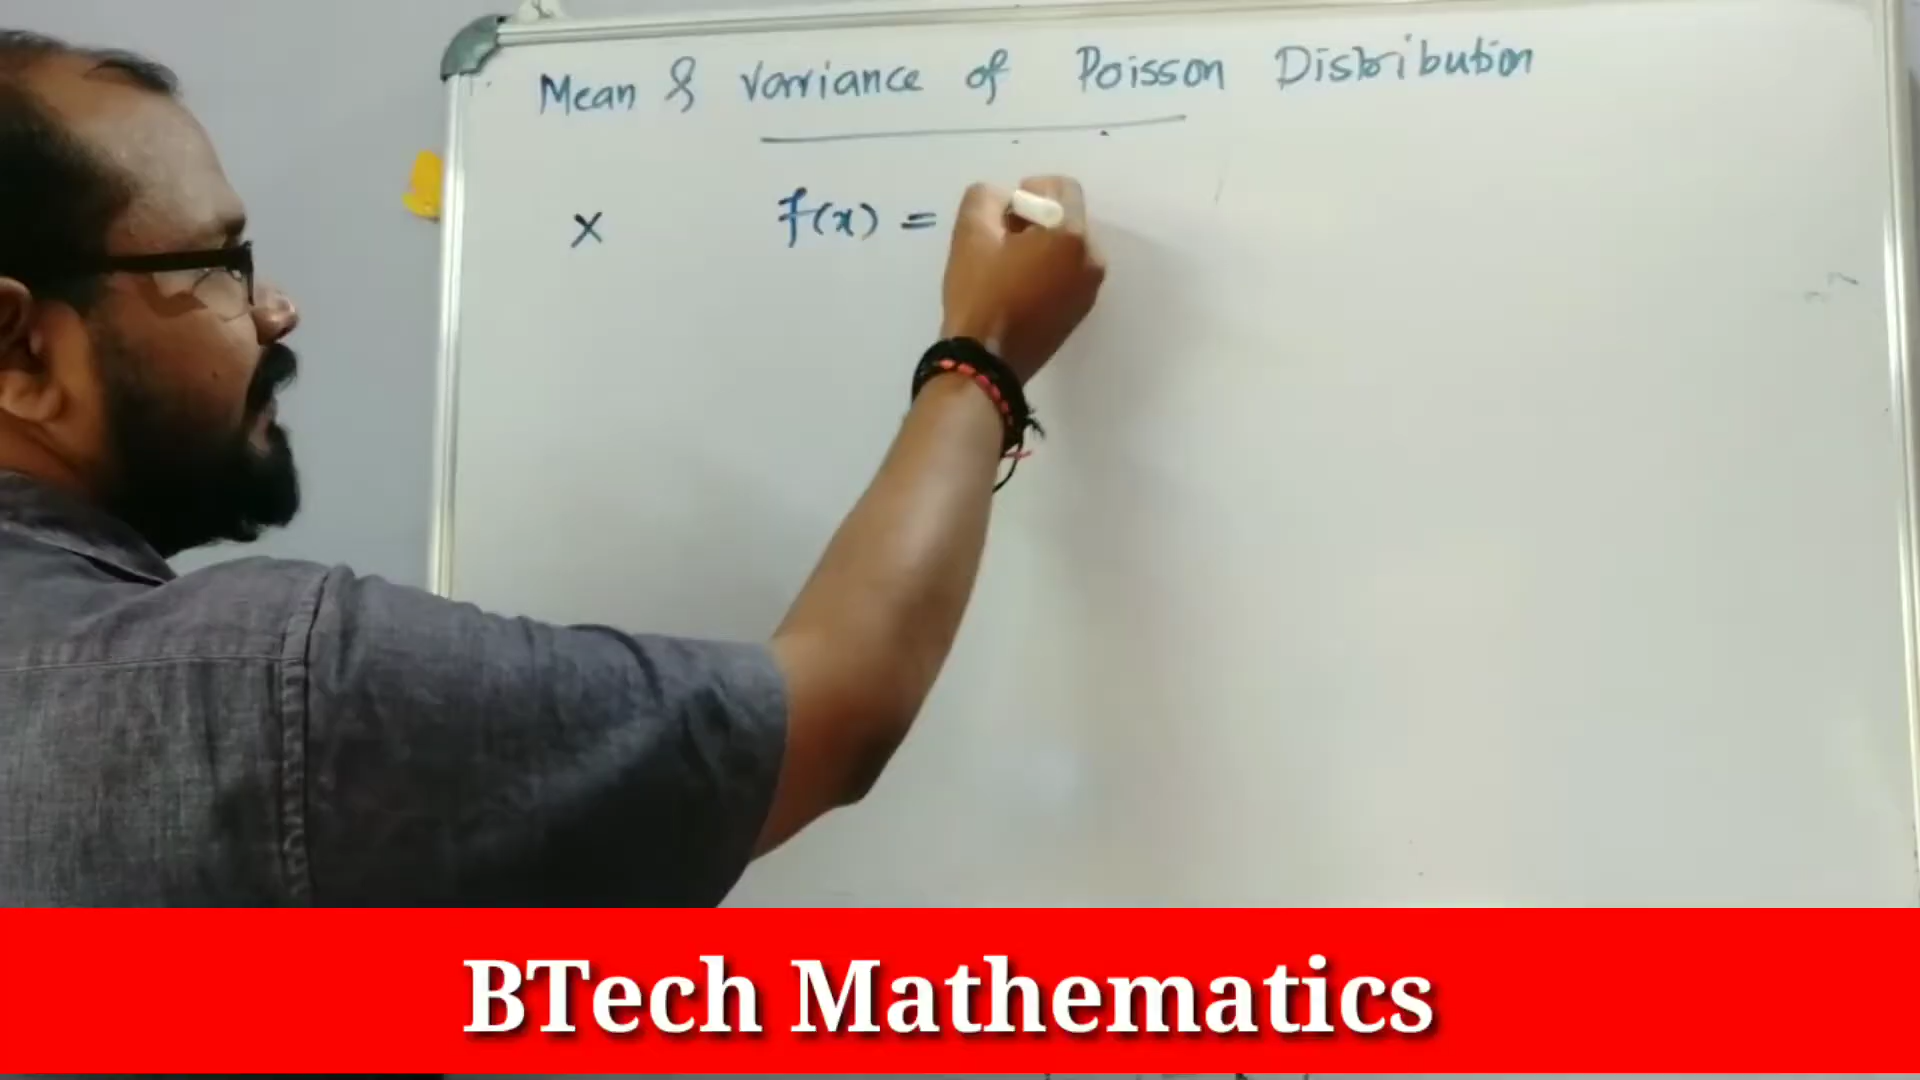 Mean & Variance of Poisson Distribution
X f(x) =
BTech Mathematics